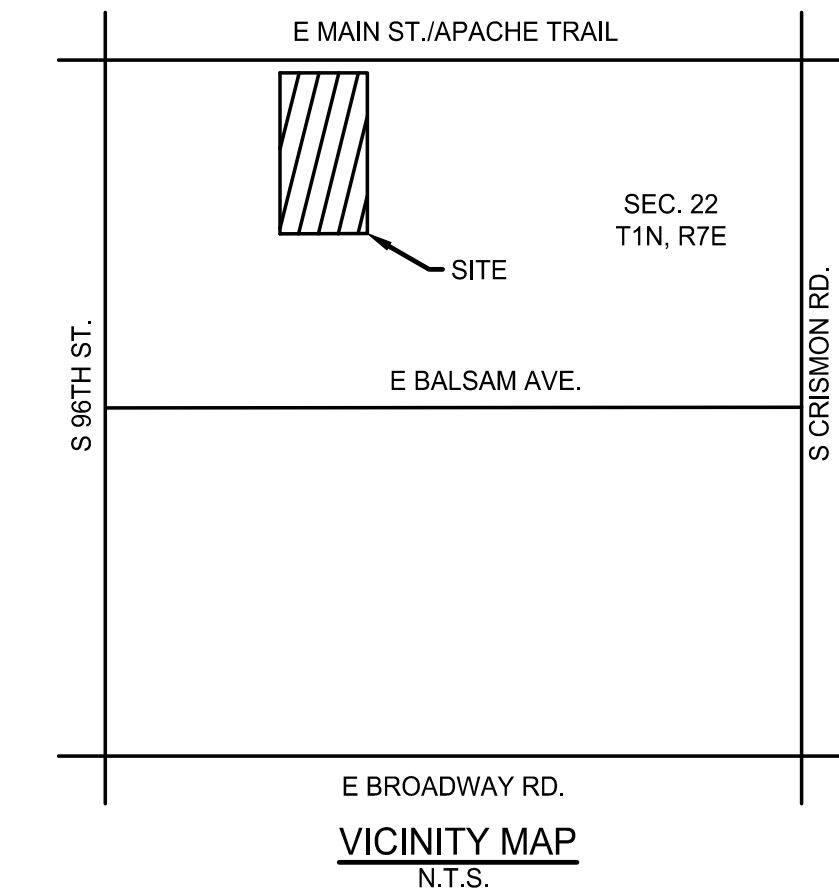 E MAIN ST./APACHE TRAIL
SEC. 22
T1N, R7E
SITE
S 96TH ST.
E BALSAM AVE.
S CRISMON RD.
E BROADWAY RD.
VICINITY MAP
N.T.S.